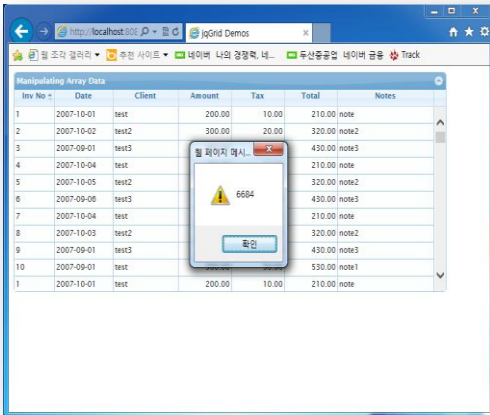 http://localhost:808
jqGrid Demos
웹 조각 갤러리 추천 사이트 네이버 나의 경쟁력, 네... 두산중공업 네이버 금융 Track
Manipulating Array Data
Inv No Date Client Amount Tax Total Notes
1 2007-10-01 test 200.00 10.00 210.00 note
2 2007-10-02 test2 300.00 20.00 320.00 note2
3 2007-09-01 test3 430.00 note3
웹 페이지 메시...
4 2007-10-04 test 210.00 note
5 2007-10-05 test2 320.00 note2
6 2007-09-06 test3 430.00 note3
6684
7 2007-10-04 test 210.00 note
8 2007-10-03 test2 320.00 note2
확인
9 2007-09-01 test3 430.00 note3
10 2007-09-01 test 530.00 note1
1 2007-10-01 test 200.00 10.00 210.00 note